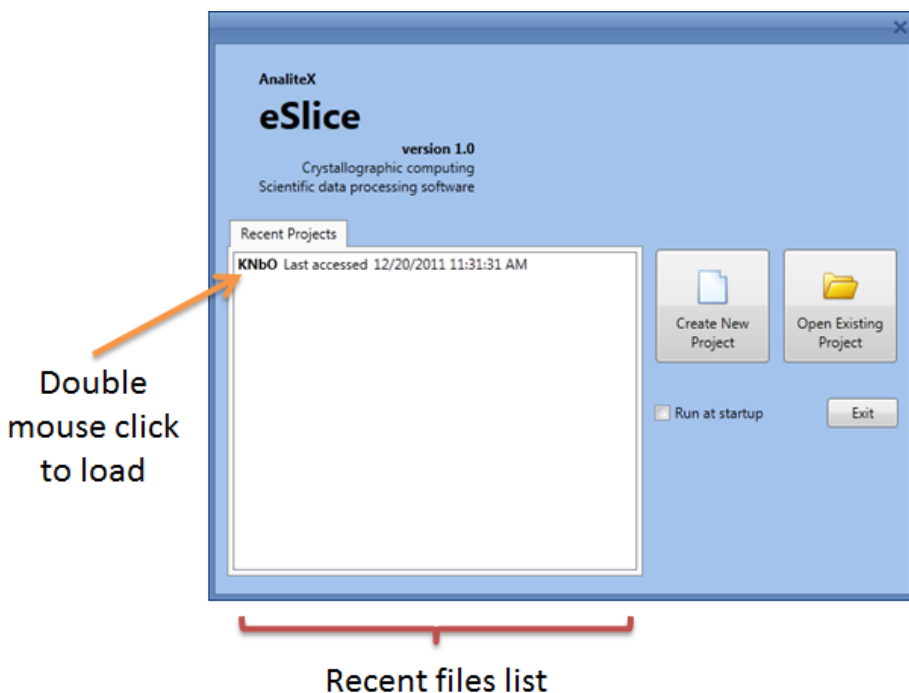 AnaliteX
eSlice
version 1.0
Crystallographic computing
Scientific data processing software
Recent Projects
KNbO Last accessed 12/20/2011 11:31:31 AM
Create New
Project
Open Existing
Project
Run at startup
Exit
Double
mouse click
to load
Recent files list